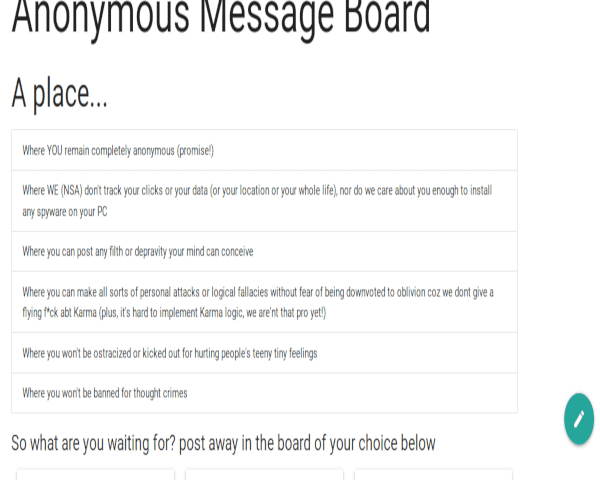 Anonymous Message Board
A place...
Where YOU remain completely anonymous (promise!)
Where WE (NSA) don't track your clicks or your data (or your location or your whole life), nor do we care about you enough to install
any spyware on your PC
Where you can post any filth or depravity your mind can conceive
Where you can make all sorts of personal attacks or logical fallacies without fear of being downvoted to oblivion coz we dont give a
flying f*ck abt Karma (plus, it's hard to implement Karma logic, we are'nt that pro yet!)
Where you won't be ostracized or kicked out for hurting people's teeny tiny feelings
Where you won't be banned for thought crimes
So what are you waiting for? post away in the board of your choice below